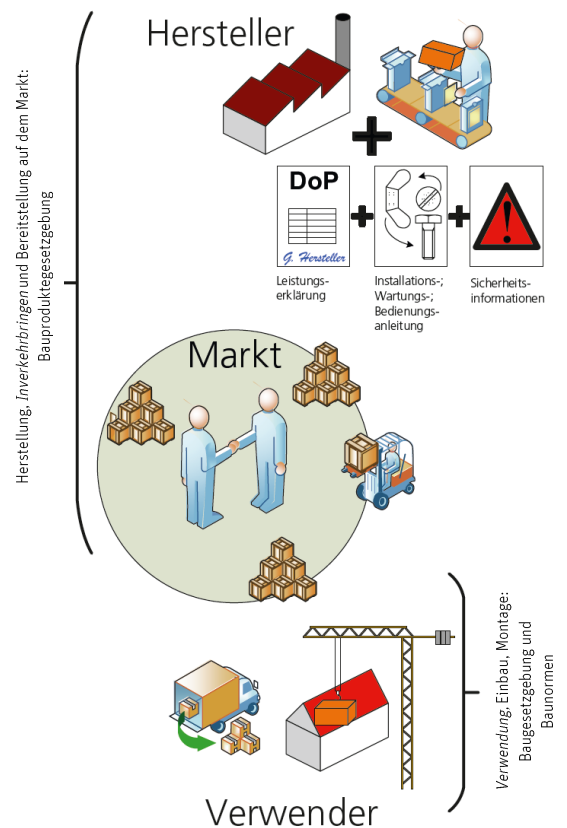 Hersteller
Herstellung, Inverkehrbringen und Bereitstellung auf dem Markt:
Bauproduktegesetzgebung
DoP
G. Hersteller
Leistungs-
erklärung
Installations-;
Wartungs-;
Bedienungs-
anleitung
Sicherheits-
informationen
Markt
Verwendung, Einbau, Montage:
Baugesetzgebung und
Baunormen
Verwender